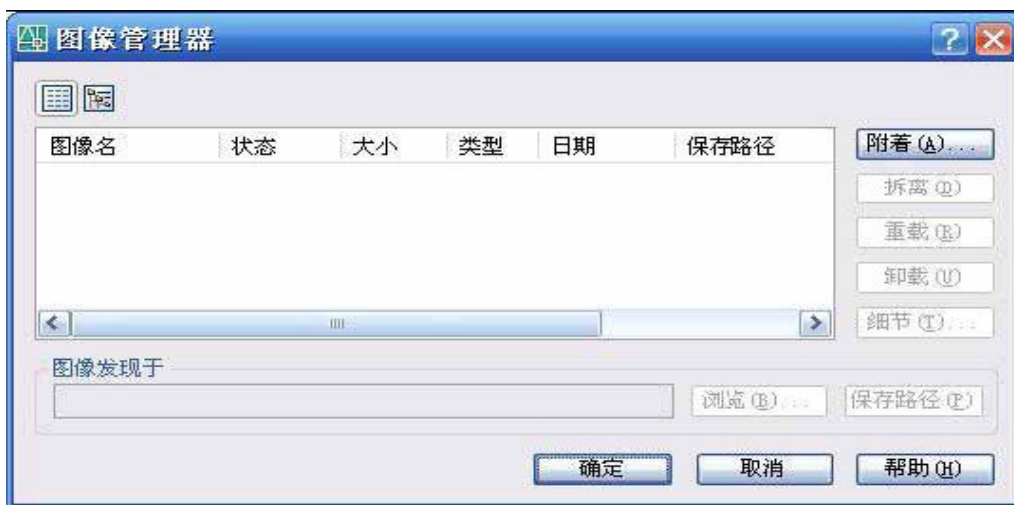 图像管理器
图像名 状态 大小 类型 日期 保存路径
附着(A)...
拆离(D)
重载(R)
卸载(U)
细节(T)...
图像发现于
浏览(B)... 保存路径(P)
确定 取消 帮助(H)